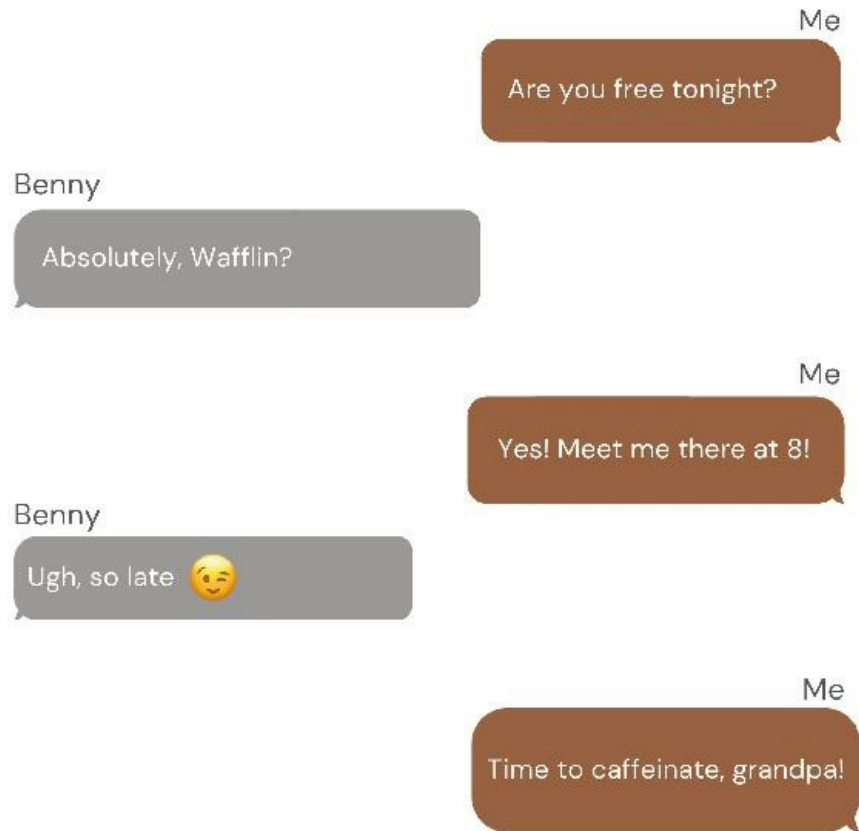 Me
Are you free tonight?
Benny
Absolutely, Wafflin?
Me
Yes! Meet me there at 8!
Benny
Ugh, so late 😉
Me
Time to caffeinate, grandpa!